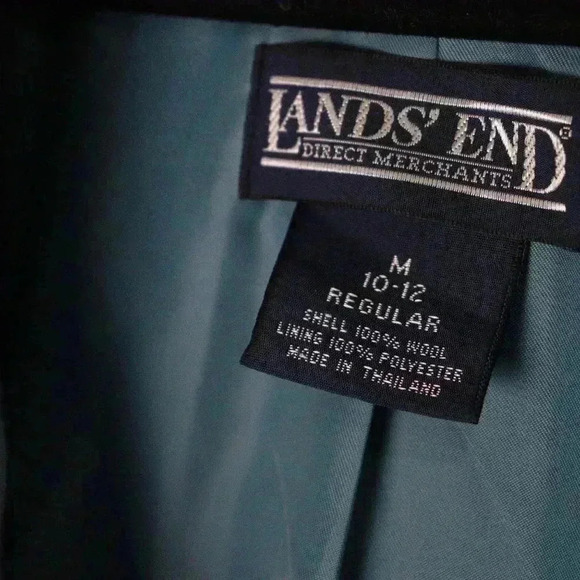 LANDS' END®
DIRECT MERCHANTS
M
10-12
REGULAR
SHELL 100% WOOL
LINING 100% POLYESTER
MADE IN THAILAND